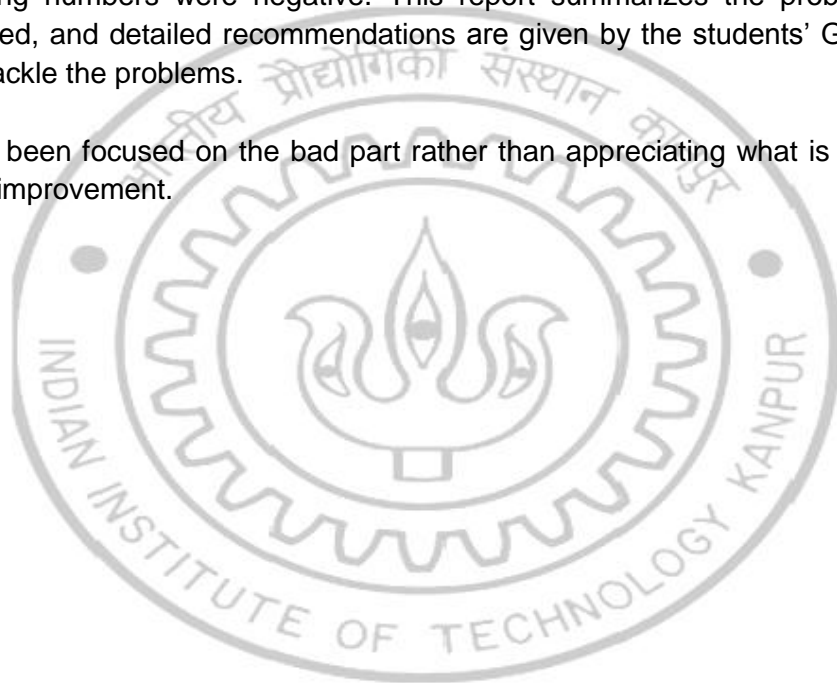 ng numbers were negative. This report summarizes the prob
ed, and detailed recommendations are given by the students' G
ackle the problems.
been focused on the bad part rather than appreciating what is
improvement.
भारतीय प्रौद्योगिकी संस्थान कानपुर
INDIAN INSTITUTE OF TECHNOLOGY KANPUR